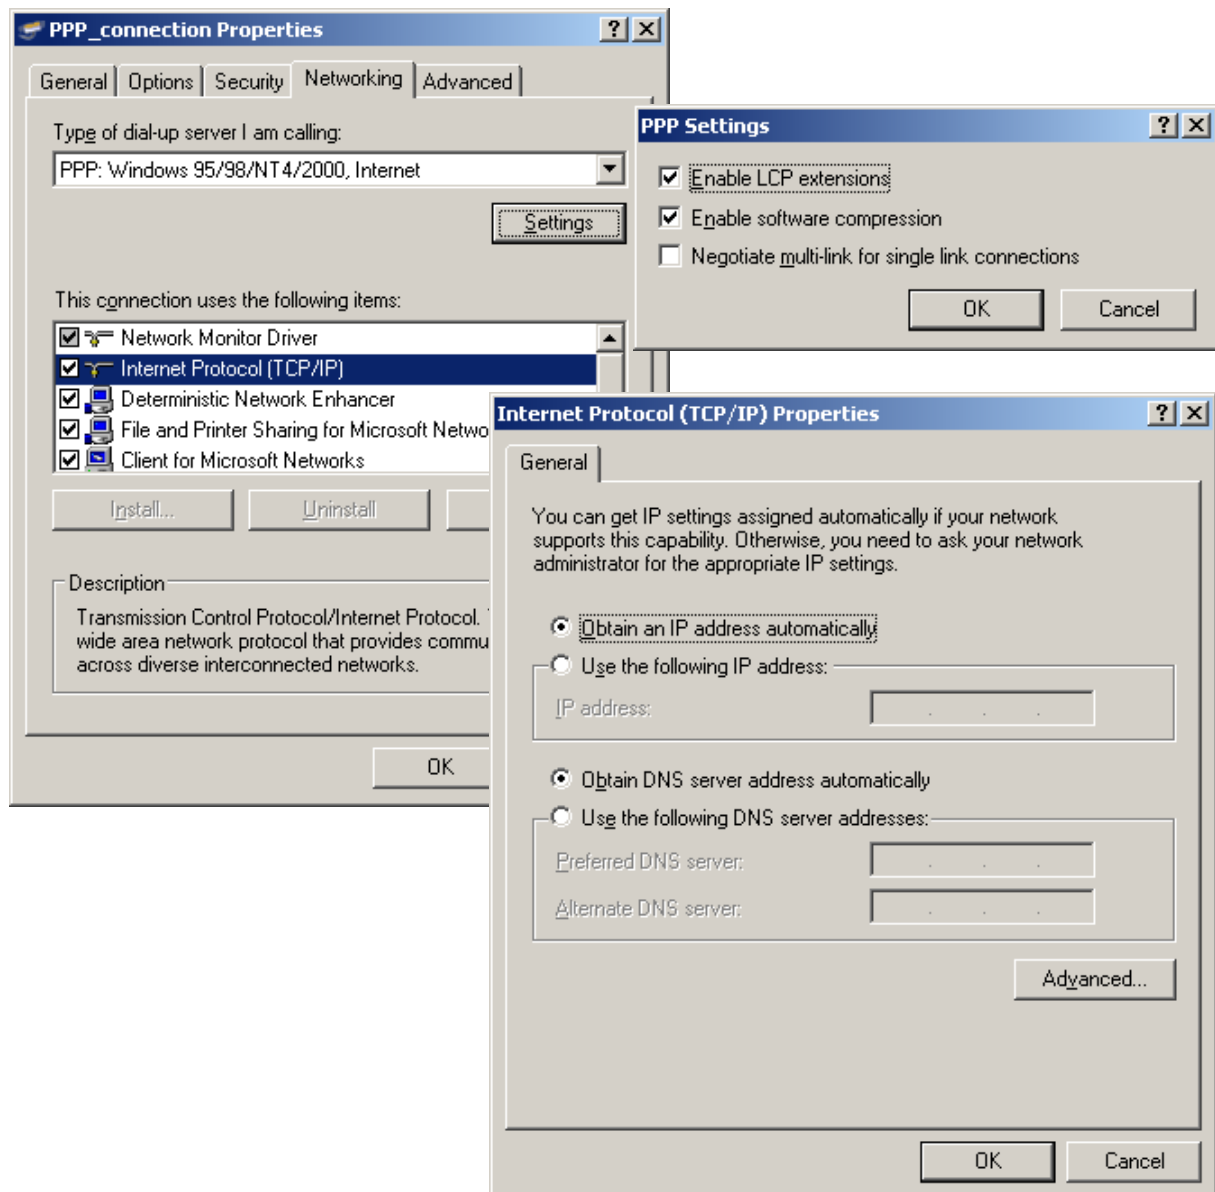 PPP_connection Properties
General
Options
Security
Networking
Advanced
Type of dial-up server I am calling:
PPP: Windows 95/98/NT4/2000, Internet
Settings
This connection uses the following items:
Network Monitor Driver
Internet Protocol (TCP/IP)
Deterministic Network Enhancer
File and Printer Sharing for Microsoft Netwo
Client for Microsoft Networks
Install...
Uninstall
Description
Transmission Control Protocol/Internet Protocol.
wide area network protocol that provides commu
across diverse interconnected networks.
OK
PPP Settings
Enable LCP extensions
Enable software compression
Negotiate multi-link for single link connections
OK
Cancel
Internet Protocol (TCP/IP) Properties
General
You can get IP settings assigned automatically if your network
supports this capability. Otherwise, you need to ask your network
administrator for the appropriate IP settings.
Obtain an IP address automatically
Use the following IP address:
IP address:
Obtain DNS server address automatically
Use the following DNS server addresses:
Preferred DNS server:
Alternate DNS server:
Advanced...
OK
Cancel